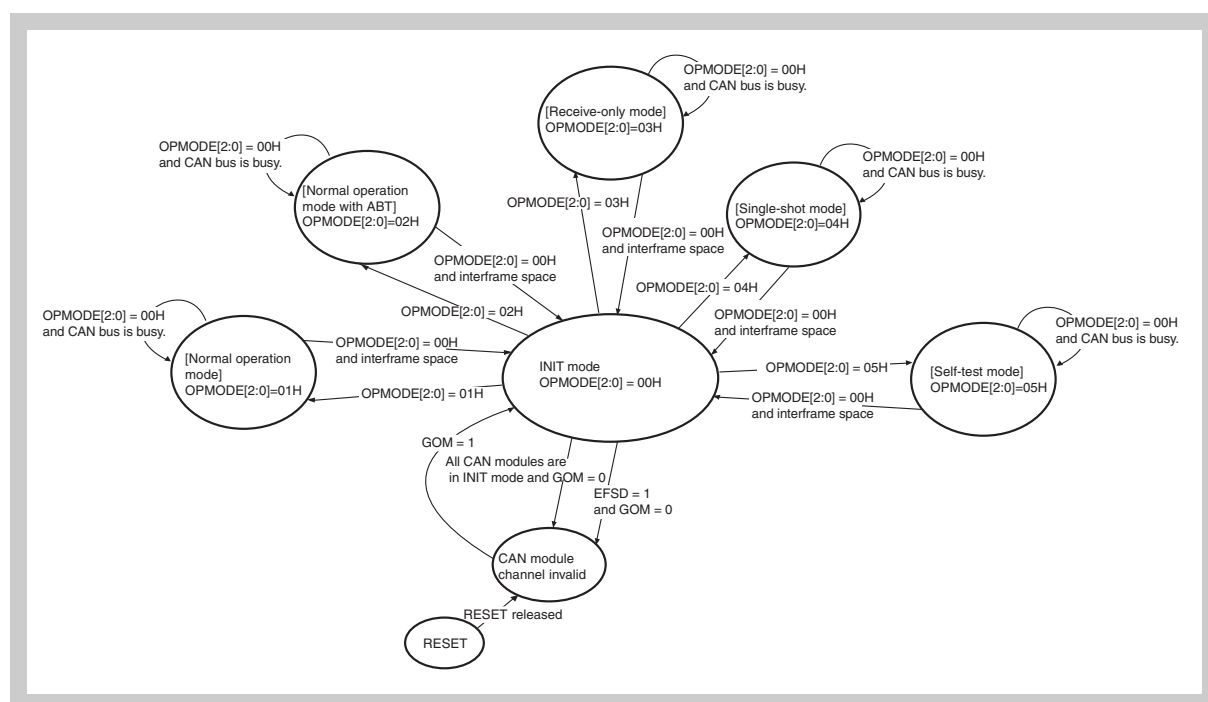 OPMODE[2:0] = 00H
and CAN bus is busy.
[Receive-only mode]
OPMODE[2:0]=03H
OPMODE[2:0] = 00H
and CAN bus is busy.
[Normal operation
mode with ABT]
OPMODE[2:0]=02H
OPMODE[2:0] = 00H
and CAN bus is busy.
[Single-shot mode]
OPMODE[2:0]=04H
OPMODE[2:0] = 03H
OPMODE[2:0] = 00H
and interframe space
OPMODE[2:0] = 00H
and interframe space
OPMODE[2:0] = 04H
OPMODE[2:0] = 02H
OPMODE[2:0] = 00H
and interframe space
OPMODE[2:0] = 00H
and CAN bus is busy.
[Normal operation
mode]
OPMODE[2:0]=01H
OPMODE[2:0] = 00H
and interframe space
OPMODE[2:0] = 01H
INIT mode
OPMODE[2:0] = 00H
OPMODE[2:0] = 05H
OPMODE[2:0] = 00H
and interframe space
OPMODE[2:0] = 00H
and CAN bus is busy.
[Self-test mode]
OPMODE[2:0]=05H
GOM = 1
All CAN modules are
in INIT mode and GOM = 0
EFSD = 1
and GOM = 0
CAN module
channel invalid
RESET released
RESET